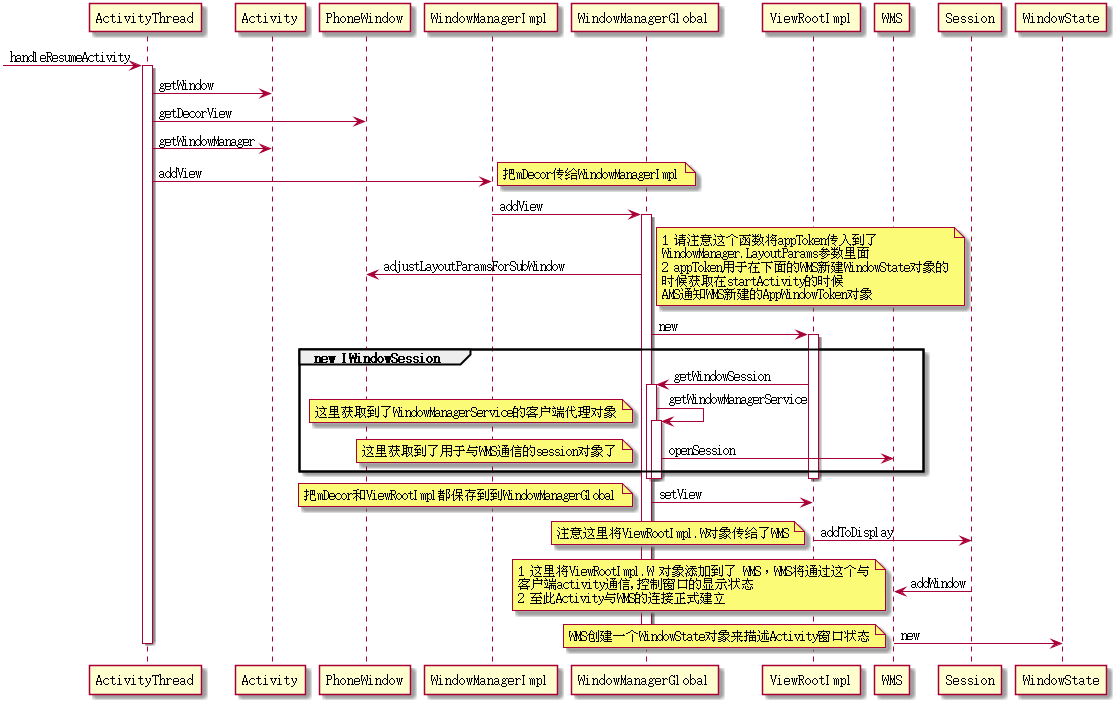 ActivityThread
Activity
PhoneWindow
WindowManagerImpl
WindowManagerGlobal
ViewRootImpl
WMS
Session
WindowState
handleResumeActivity
getWindow
getDecorView
getWindowManager
addView
把mDecor传给WindowManagerImpl
addView
1 请注意这个函数将appToken传入到了
WindowManager.LayoutParams参数里面
2 appToken用于在下面的WMS新建WindowState对象的
时候获取在startActivity的时候
AMS通知WMS新建的AppWindowToken对象
adjustLayoutParamsForSubWindow
new
new IWindowSession
getWindowSession
getWindowManagerService
这里获取到了WindowManagerService的客户端代理对象
这里获取到了用于与WMS通信的session对象了
openSession
把mDecor和ViewRootImpl都保存到到WindowManagerGlobal
setView
注意这里将ViewRootImpl.W对象传给了WMS
addToDisplay
1 这里将ViewRootImpl.W 对象添加到了 WMS，WMS将通过这个与
客户端activity通信,控制窗口的显示状态
2 至此Activity与WMS的连接正式建立
addWindow
WMS创建一个WindowState对象来描述Activity窗口状态
new
ActivityThread
Activity
PhoneWindow
WindowManagerImpl
WindowManagerGlobal
ViewRootImpl
WMS
Session
WindowState